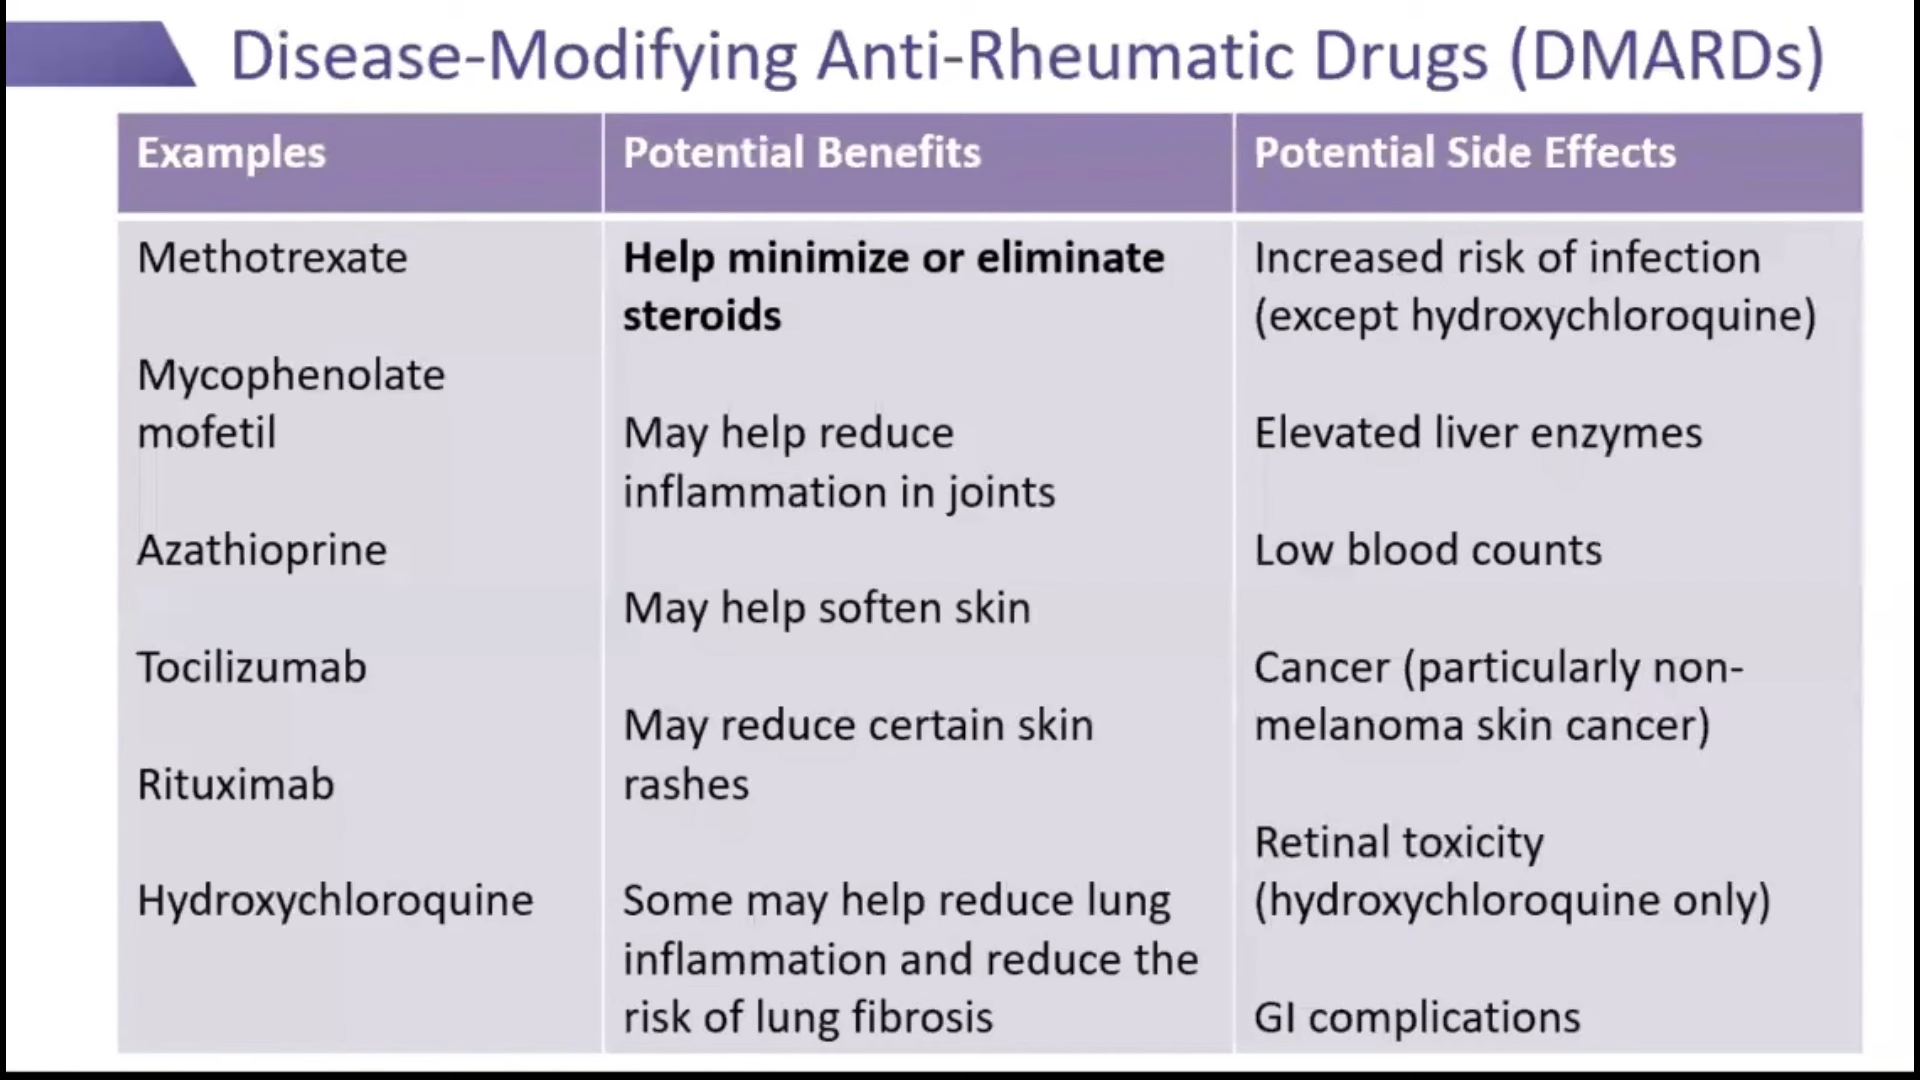 Disease-Modifying Anti-Rheumatic Drugs (DMARDs)
Examples
Potential Benefits
Potential Side Effects
Methotrexate
Mycophenolate
mofetil
Azathioprine
Tocilizumab
Rituximab
Hydroxychloroquine
Help minimize or eliminate
steroids
May help reduce
inflammation in joints
May help soften skin
May reduce certain skin
rashes
Some may help reduce lung
inflammation and reduce the
risk of lung fibrosis
Increased risk of infection
(except hydroxychloroquine)
Elevated liver enzymes
Low blood counts
Cancer (particularly non-
melanoma skin cancer)
Retinal toxicity
(hydroxychloroquine only)
GI complications